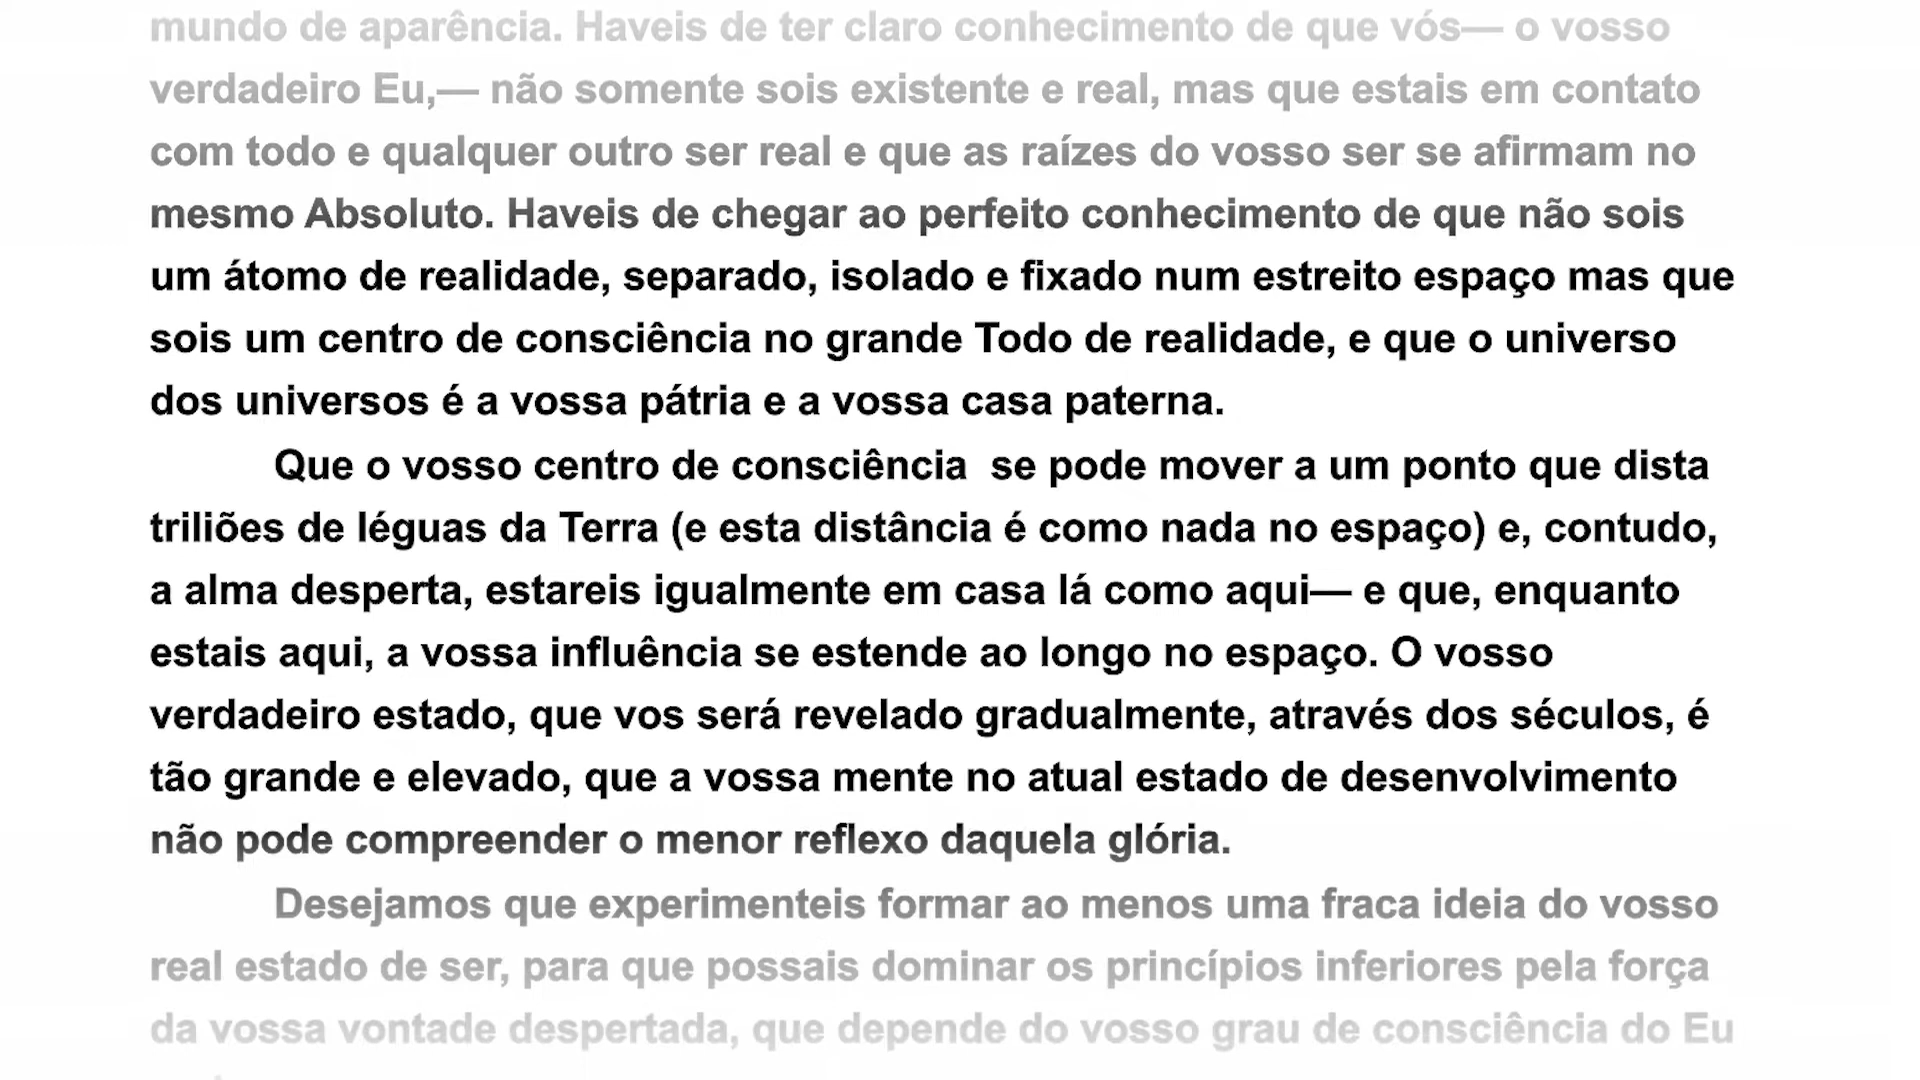 mundo de aparência. Haveis de ter claro conhecimento de que vós— o vosso
verdadeiro Eu,— não somente sois existente e real, mas que estais em contato
com todo e qualquer outro ser real e que as raízes do vosso ser se afirmam no
mesmo Absoluto. Haveis de chegar ao perfeito conhecimento de que não sois
um átomo de realidade, separado, isolado e fixado num estreito espaço mas que
sois um centro de consciência no grande Todo de realidade, e que o universo
dos universos é a vossa pátria e a vossa casa paterna.
Que o vosso centro de consciência  se pode mover a um ponto que dista
triliões de léguas da Terra (e esta distância é como nada no espaço) e, contudo,
a alma desperta, estareis igualmente em casa lá como aqui— e que, enquanto
estais aqui, a vossa influência se estende ao longo no espaço. O vosso
verdadeiro estado, que vos será revelado gradualmente, através dos séculos, é
tão grande e elevado, que a vossa mente no atual estado de desenvolvimento
não pode compreender o menor reflexo daquela glória.
Desejamos que experimenteis formar ao menos uma fraca ideia do vosso
real estado de ser, para que possais dominar os princípios inferiores pela força
da vossa vontade despertada, que depende do vosso grau de consciência do Eu